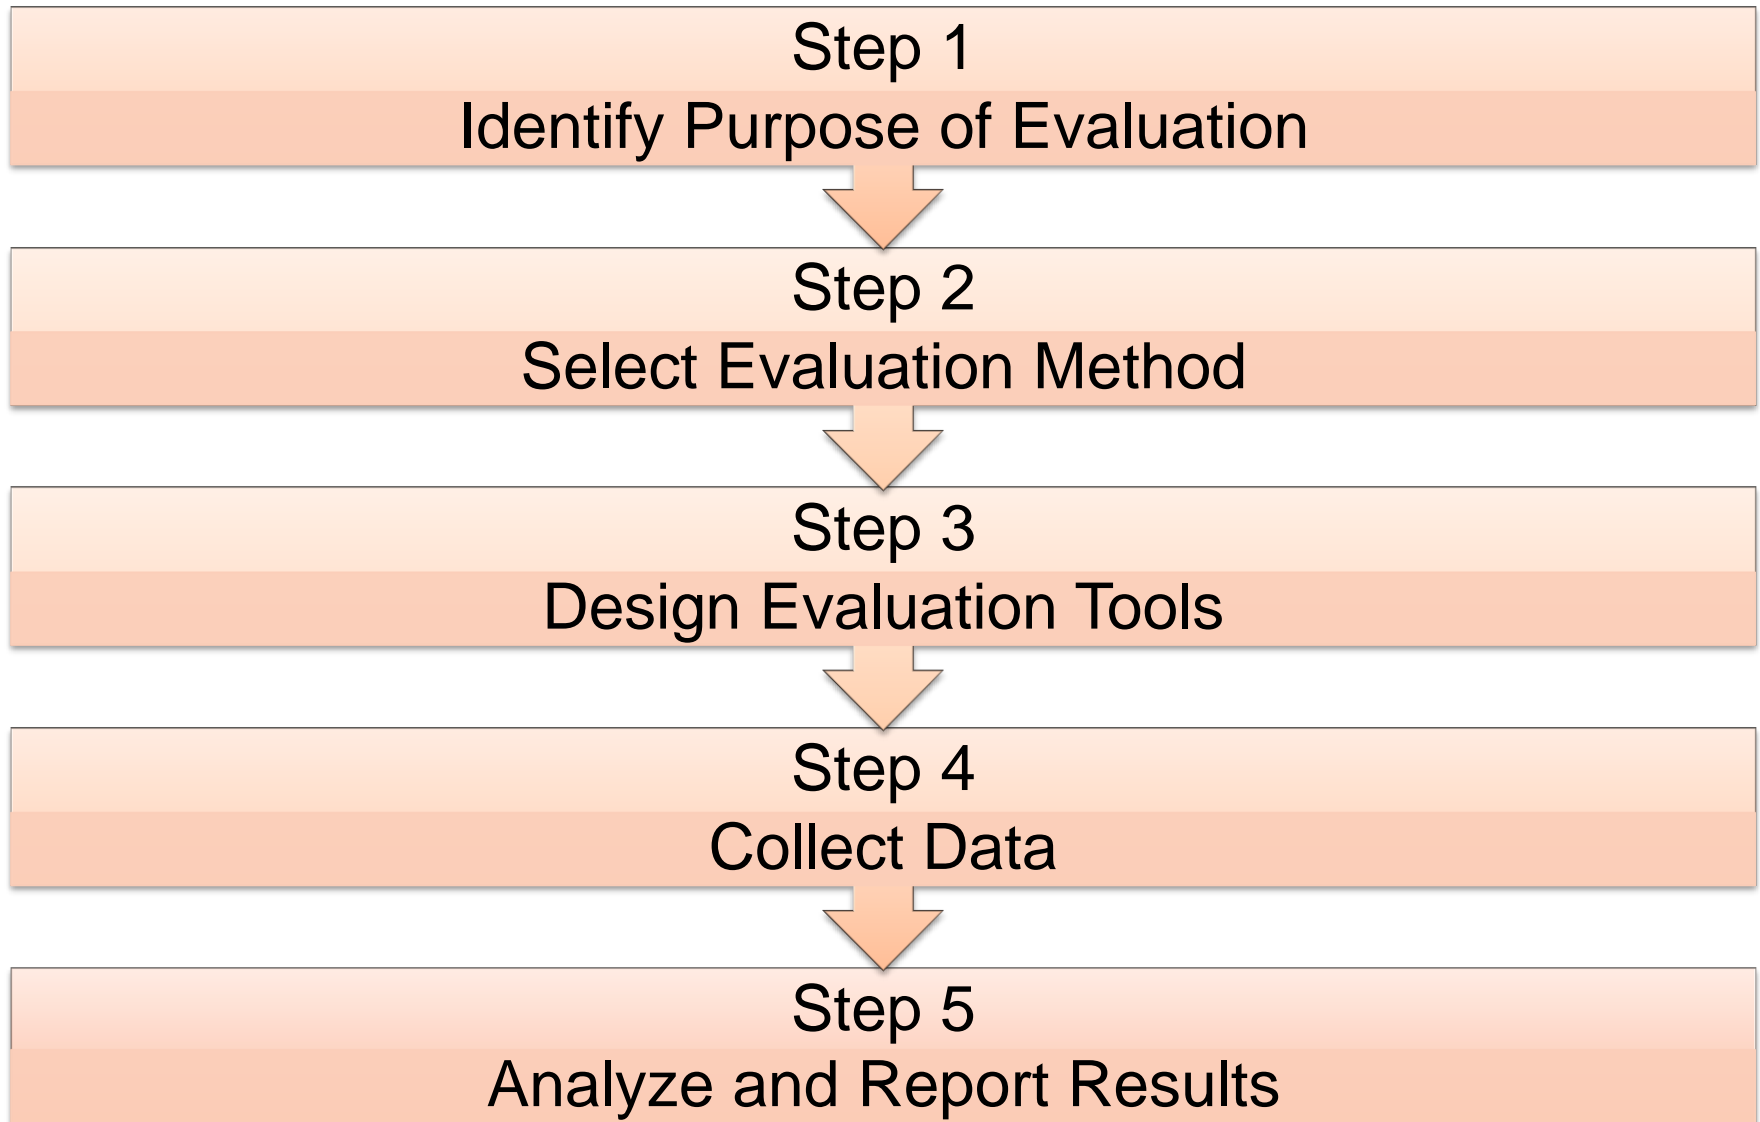 Step 1
Identify Purpose of Evaluation
Step 2
Select Evaluation Method
Step 3
Design Evaluation Tools
Step 4
Collect Data
Step 5
Analyze and Report Results